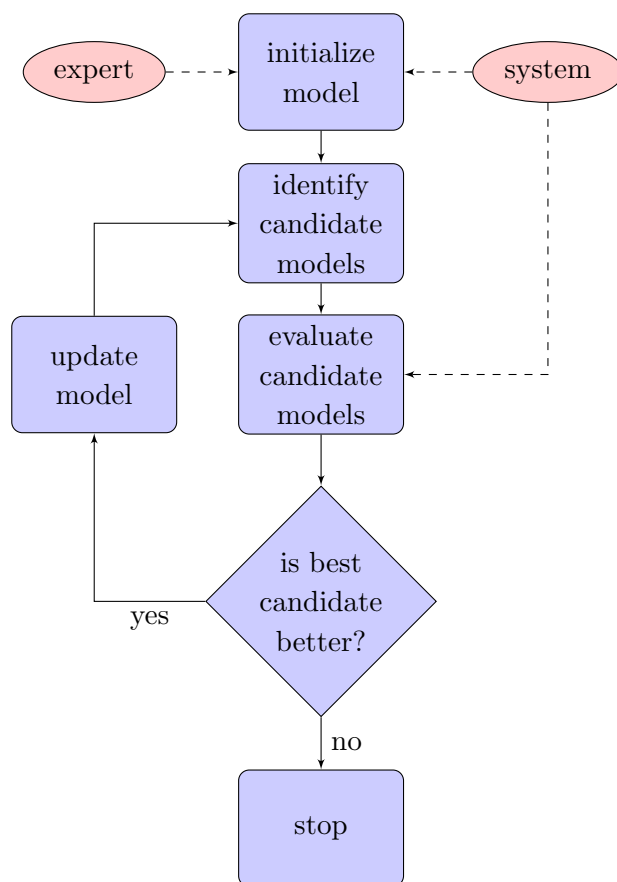 expert
initialize
model
system
identify
candidate
models
update
model
evaluate
candidate
models
is best
candidate
better?
yes
no
stop